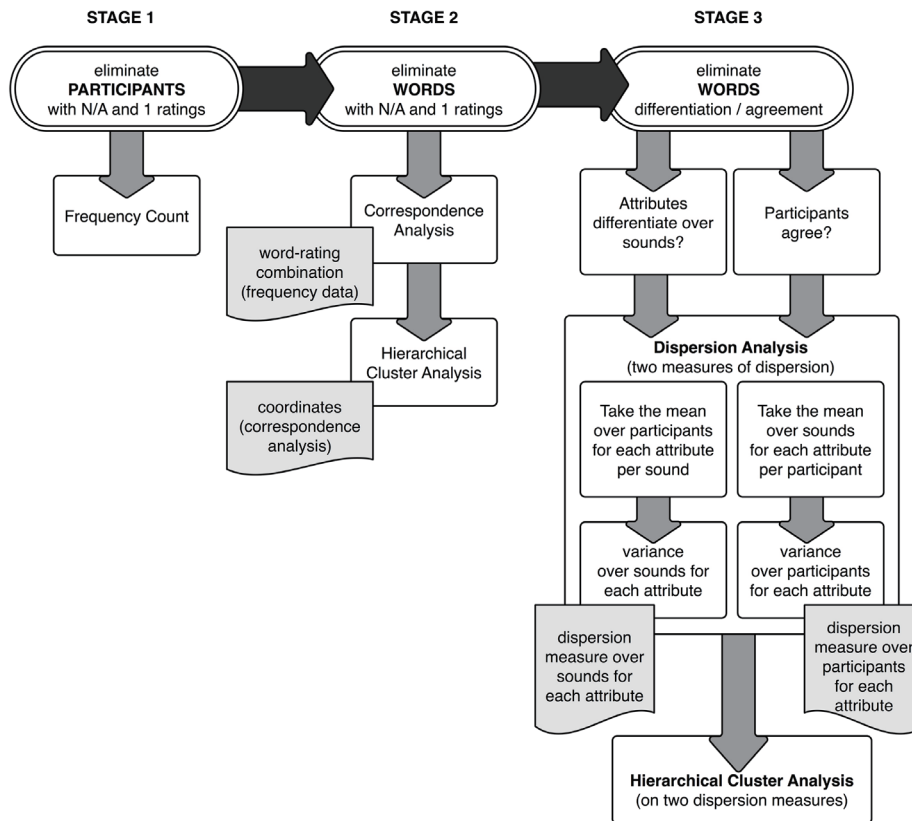 STAGE 1
STAGE 2
STAGE 3
eliminate
PARTICIPANTS
with N/A and 1 ratings
eliminate
WORDS
with N/A and 1 ratings
eliminate
WORDS
differentiation / agreement
Frequency Count
Correspondence
Analysis
word-rating
combination
(frequency data)
Hierarchical
Cluster Analysis
coordinates
(correspondence
analysis)
Attributes
differentiate over
sounds?
Participants
agree?
Dispersion Analysis
(two measures of dispersion)
Take the mean
over participants
for each attribute
per sound
Take the mean
over sounds
for each attribute
per participant
variance
over sounds for
each attribute
variance
over participants
for each attribute
dispersion
measure over
sounds for
each attribute
dispersion
measure over
participants
for each
attribute
Hierarchical Cluster Analysis
(on two dispersion measures)